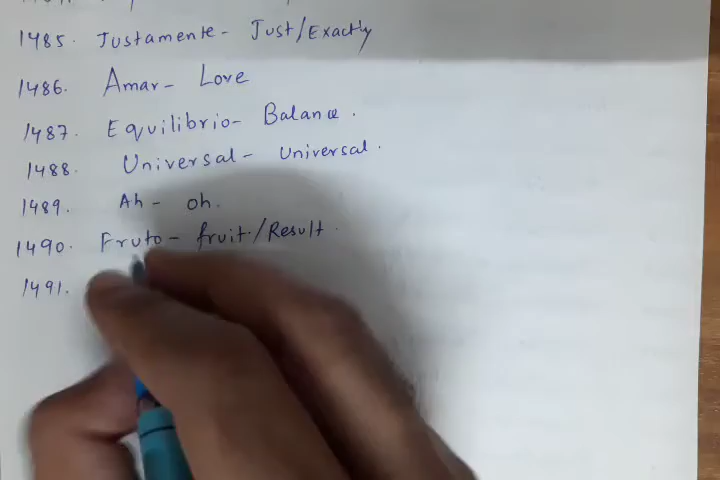 1485. Justamente - Just/Exactly
1486. Amar - Love
1487. Equilibrio - Balance.
1488. Universal - Universal.
1489. Ah - oh.
1490. Fruto - fruit/Result.
1491.